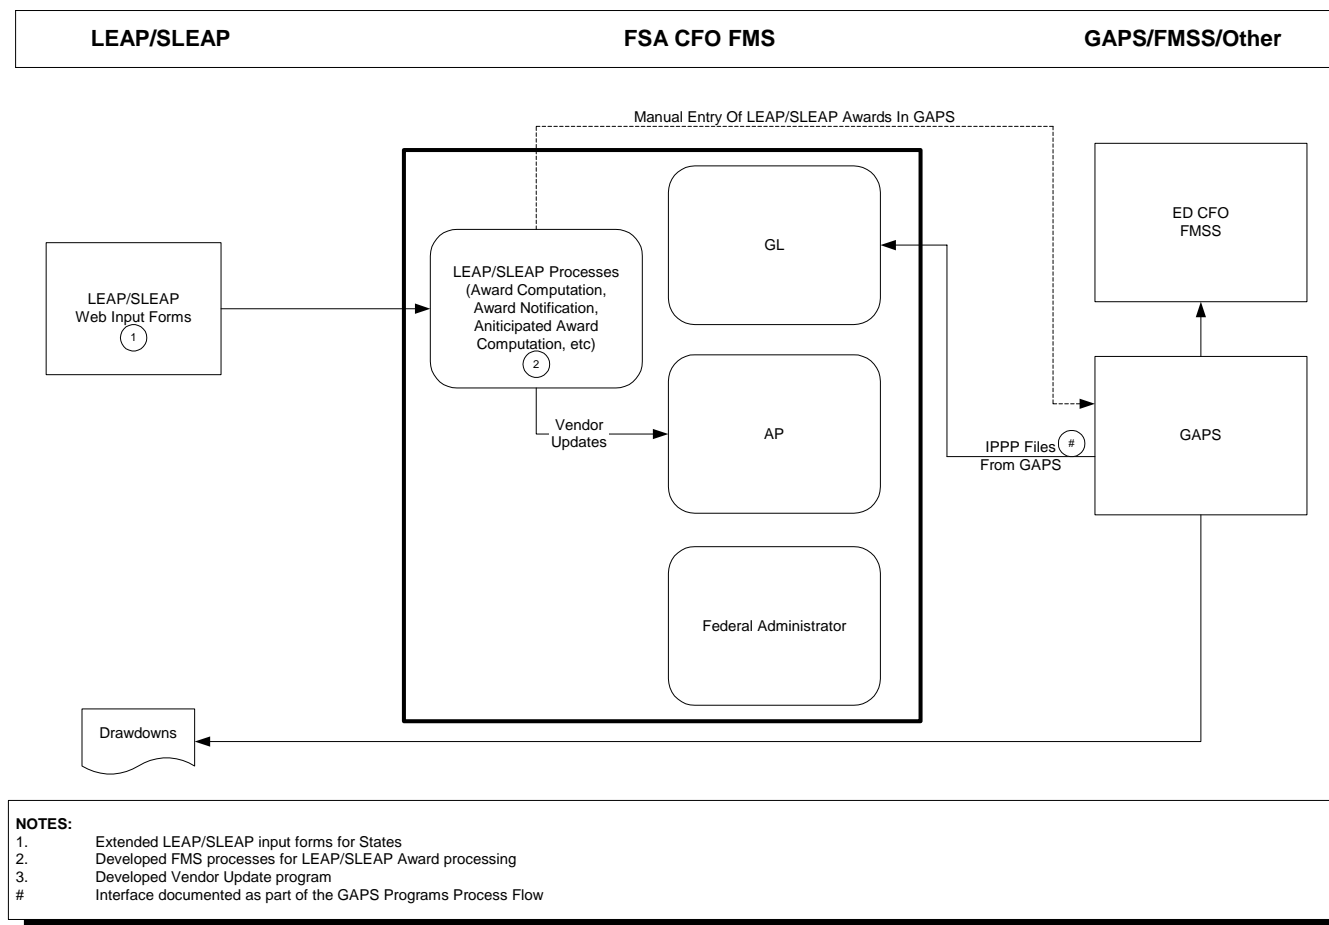 LEAP/SLEAP FSA CFO FMS GAPS/FMSS/Other
Manual Entry Of LEAP/SLEAP Awards In GAPS
ED CFO
FMSS
GL
LEAP/SLEAP Processes
(Award Computation,
Award Notification,
Aniticipated Award
Computation, etc)
2
LEAP/SLEAP
Web Input Forms
1
Vendor
Updates
AP
IPPP Files
From GAPS
#
GAPS
Federal Administrator
Drawdowns
NOTES:
1. Extended LEAP/SLEAP input forms for States
2. Developed FMS processes for LEAP/SLEAP Award processing
3. Developed Vendor Update program
# Interface documented as part of the GAPS Programs Process Flow